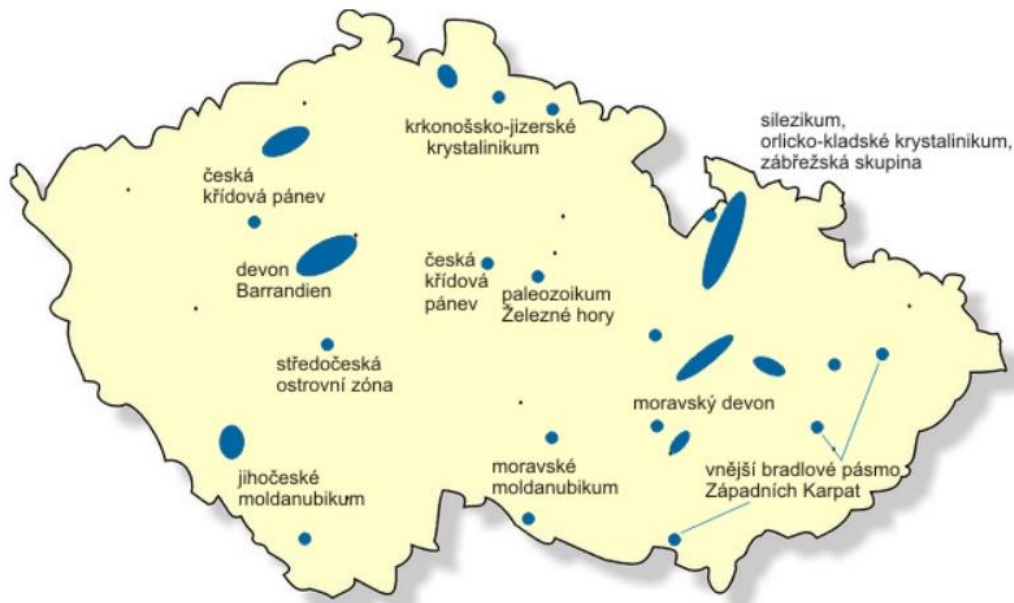 krkonošsko-jizerské
krystalinikum
silezikum,
orlicko-kladské krystalinikum,
zábřežská skupina
česká
křídová pánev
devon
Barrandien
česká
křídová
pánev
paleozoikum
Železné hory
středočeská
ostrovní zóna
moravský devon
jihočeské
moldanubikum
moravské
moldanubikum
vnější bradlové pásmo
Západních Karpat